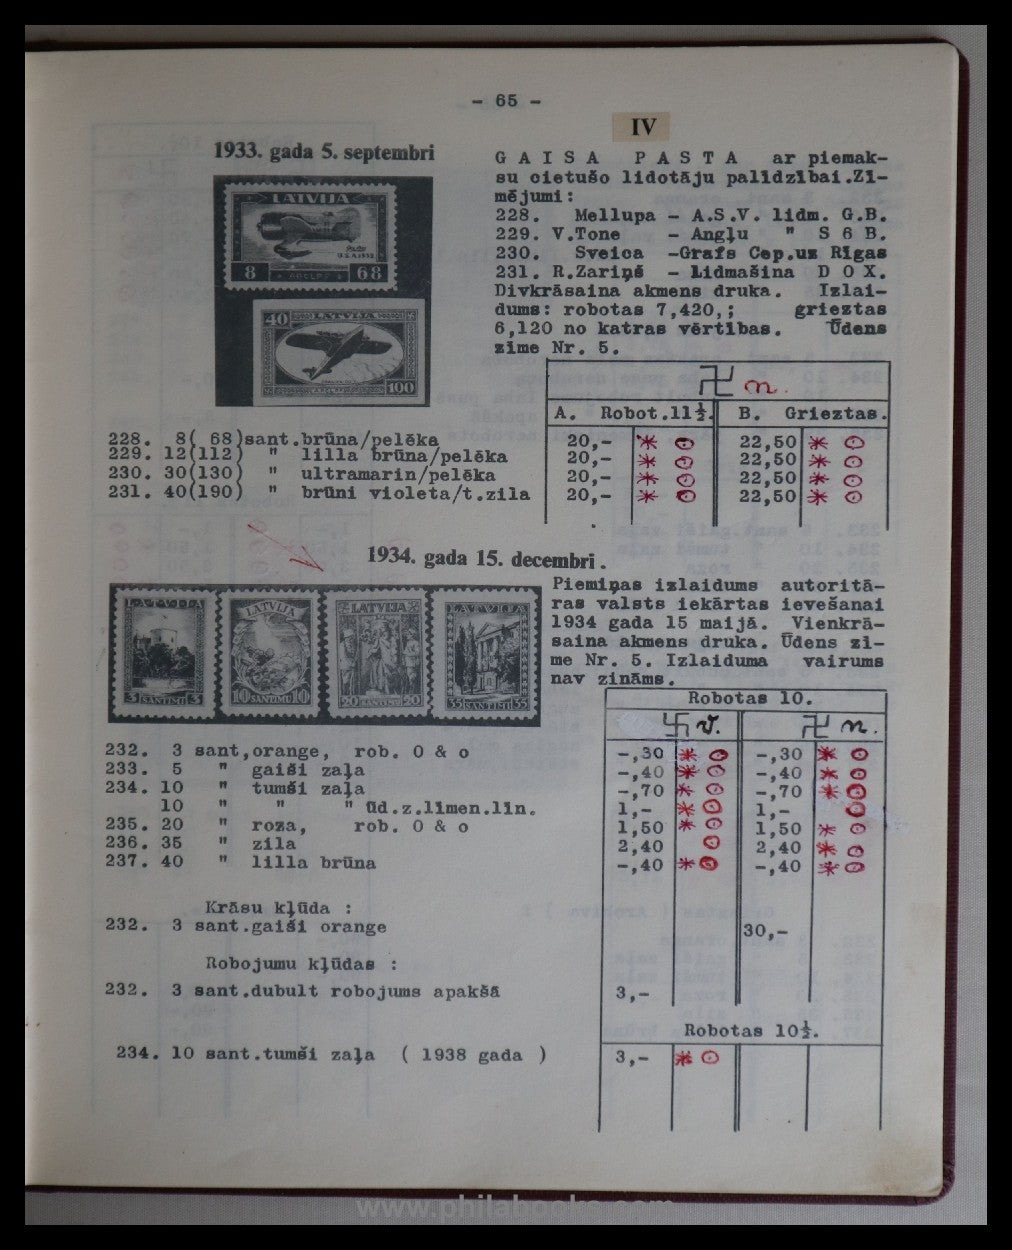 - 65 -
IV
1933. gada 5. septembri
LATVIJA
8 68
40 LATVIJA
100
G A I S A P A S T A ar piemak-
su cietušo lidotāju palīdzībai.Zī-
mējumi:
228. Mellupa - A.S.V. lidm. G.B.
229. V.Tone - Angļu " S 6 B.
230. Sveica -Grafs Cep.uz Rīgas
231. R.Zariņš - Lidmašīna D O X.
Divkrāsaina akmens druka. Izlai-
dums: robotas 7,420,; grieztas
6,120 no katras vērtības. Ūdens
zīme Nr. 5.
n.
A. Robot.11½. B. Grieztas.
228. 8( 68)sant.brūna/pelēka 20,- 22,50
229. 12(112) " lilla brūna/pelēka 20,- 22,50
230. 30(130) " ultramarīn/pelēka 20,- 22,50
231. 40(190) " brūni violeta/t.zila 20,- 22,50
1934. gada 15. decembri.
LATVIJA LATVIJA LATVIJA LATVIJA
3 SANTIMI 3 10 SANTIMU 10 20 SANTIMU 20 35 SANTIMI 35
Piemiņas izlaidums autoritā-
ras valsts iekārtas ievešanai
1934 gada 15 maijā. Vienkrā-
saina akmens druka. Ūdens zī-
me Nr. 5. Izlaiduma vairums
nav zināms.
Robotas 10.
v. n.
232. 3 sant,orange, rob. O & o -,30 -,30
233. 5 " gaiši zaļa -,40 -,40
234. 10 " tumši zaļa -,70 -,70
10 " " " ūd.z.līmen.līn. 1,- 1,-
235. 20 " roza, rob. O & o 1,50 1,50
236. 35 " zila 2,40 2,40
237. 40 " lilla brūna -,40 -,40
Krāsu kļūda :
232. 3 sant.gaiši orange 30,-
Robojumu kļūdas :
232. 3 sant.dubult robojums apakšā 3,-
Robotas 10½.
234. 10 sant.tumši zaļa ( 1938 gada ) 3,-
www.philabooks.com